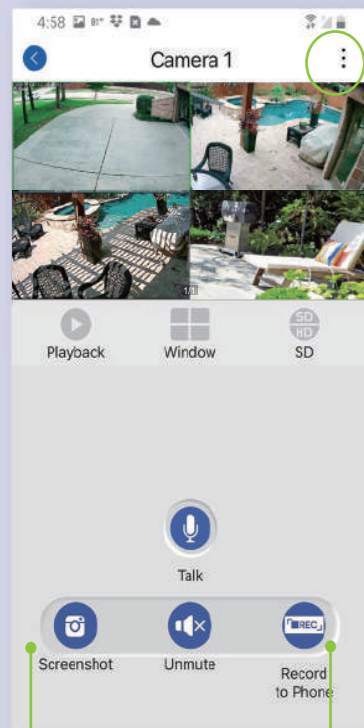 4:58
Camera 1
1/1
Playback
Window
SD
HD
SD
Talk
REC
Screenshot
Unmute
Record
to Phone